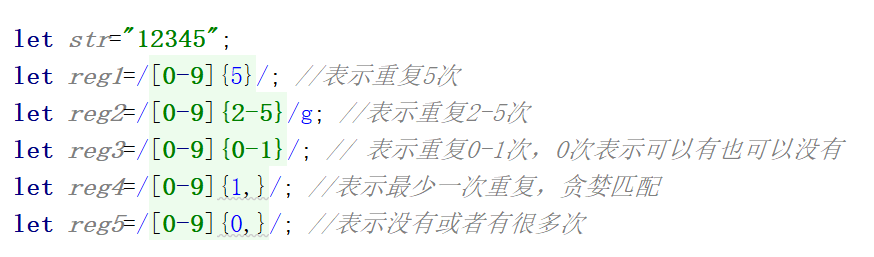 let str="12345";
let reg1=/[0-9]{5}/; //表示重复5次
let reg2=/[0-9]{2-5}/g; //表示重复2-5次
let reg3=/[0-9]{0-1}/; // 表示重复0-1次，0次表示可以有也可以没有
let reg4=/[0-9]{1,}/; //表示最少一次重复，贪婪匹配
let reg5=/[0-9]{0,}/; //表示没有或者有很多次